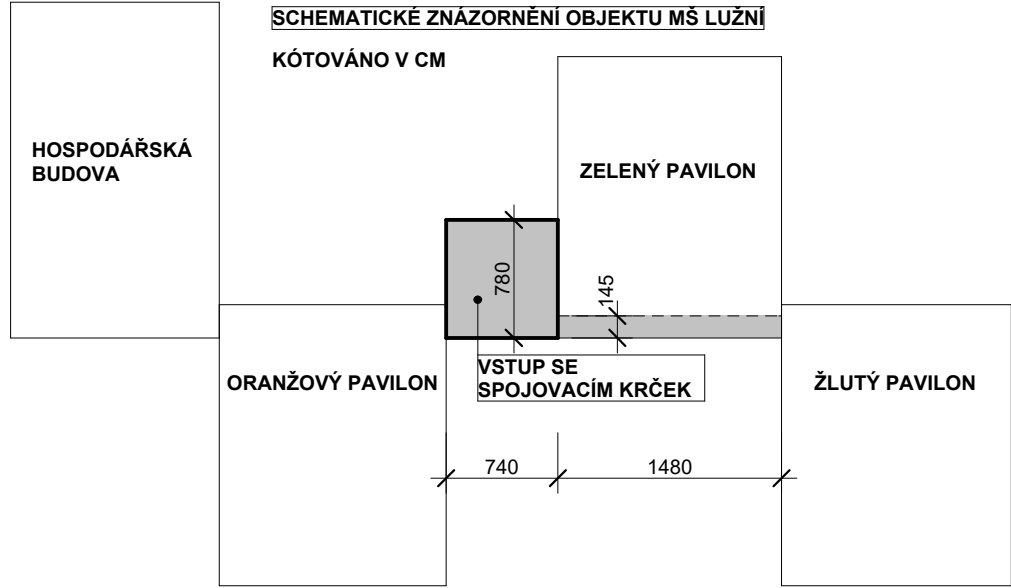 SCHEMATICKÉ ZNÁZORNĚNÍ OBJEKTU MŠ LUŽNÍ
KÓTOVÁNO V CM
HOSPODÁŘSKÁ
BUDOVA
ZELENÝ PAVILON
780
145
VSTUP SE
SPOJOVACÍM KRČEK
ORANŽOVÝ PAVILON
ŽLUTÝ PAVILON
740
1480